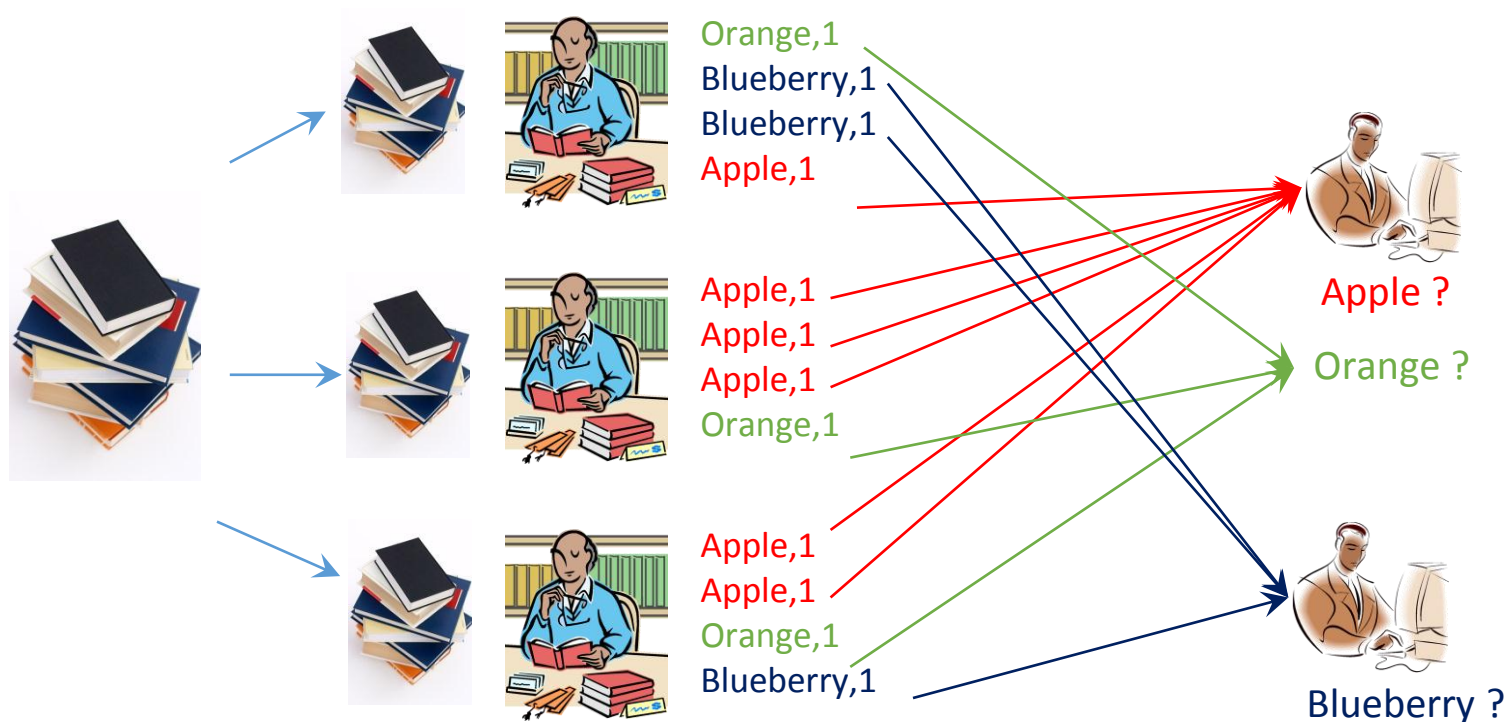 Orange,1
Blueberry,1
Blueberry,1
Apple,1
Apple,1
Apple,1
Apple,1
Orange,1
Apple,1
Apple,1
Orange,1
Blueberry,1
Apple ?
Orange ?
Blueberry ?